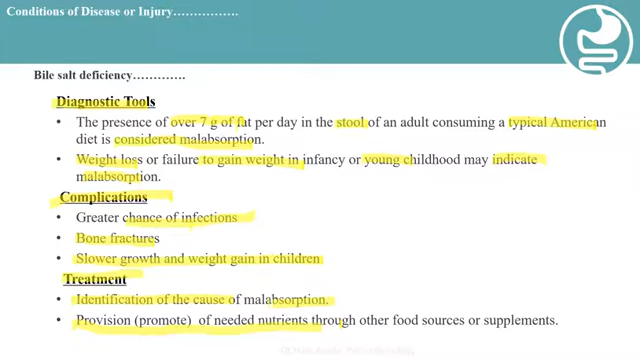 Conditions of Disease or Injury……………
Bile salt deficiency………….
Diagnostic Tools
• The presence of over 7 g of fat per day in the stool of an adult consuming a typical American
diet is considered malabsorption.
• Weight loss or failure to gain weight in infancy or young childhood may indicate
malabsorption.
Complications
• Greater chance of infections
• Bone fractures
• Slower growth and weight gain in children
Treatment
• Identification of the cause of malabsorption.
• Provision (promote) of needed nutrients through other food sources or supplements.